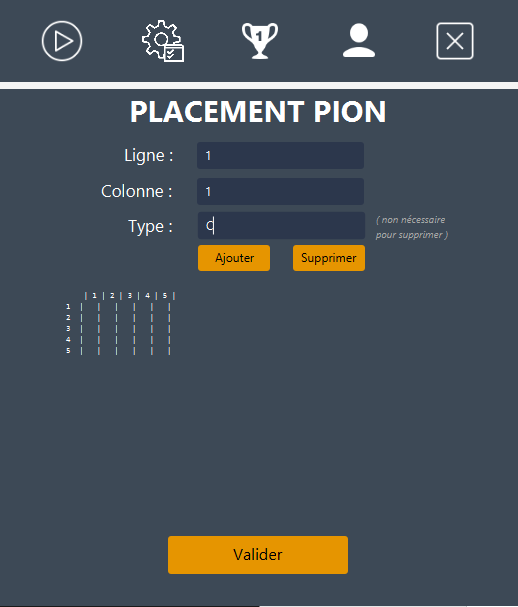 1
PLACEMENT PION
Ligne : 1
Colonne : 1
Type : C
( non nécessaire
pour supprimer )
Ajouter Supprimer
| 1 | 2 | 3 | 4 | 5 |
1 | | | | | |
2 | | | | | |
3 | | | | | |
4 | | | | | |
5 | | | | | |
Valider